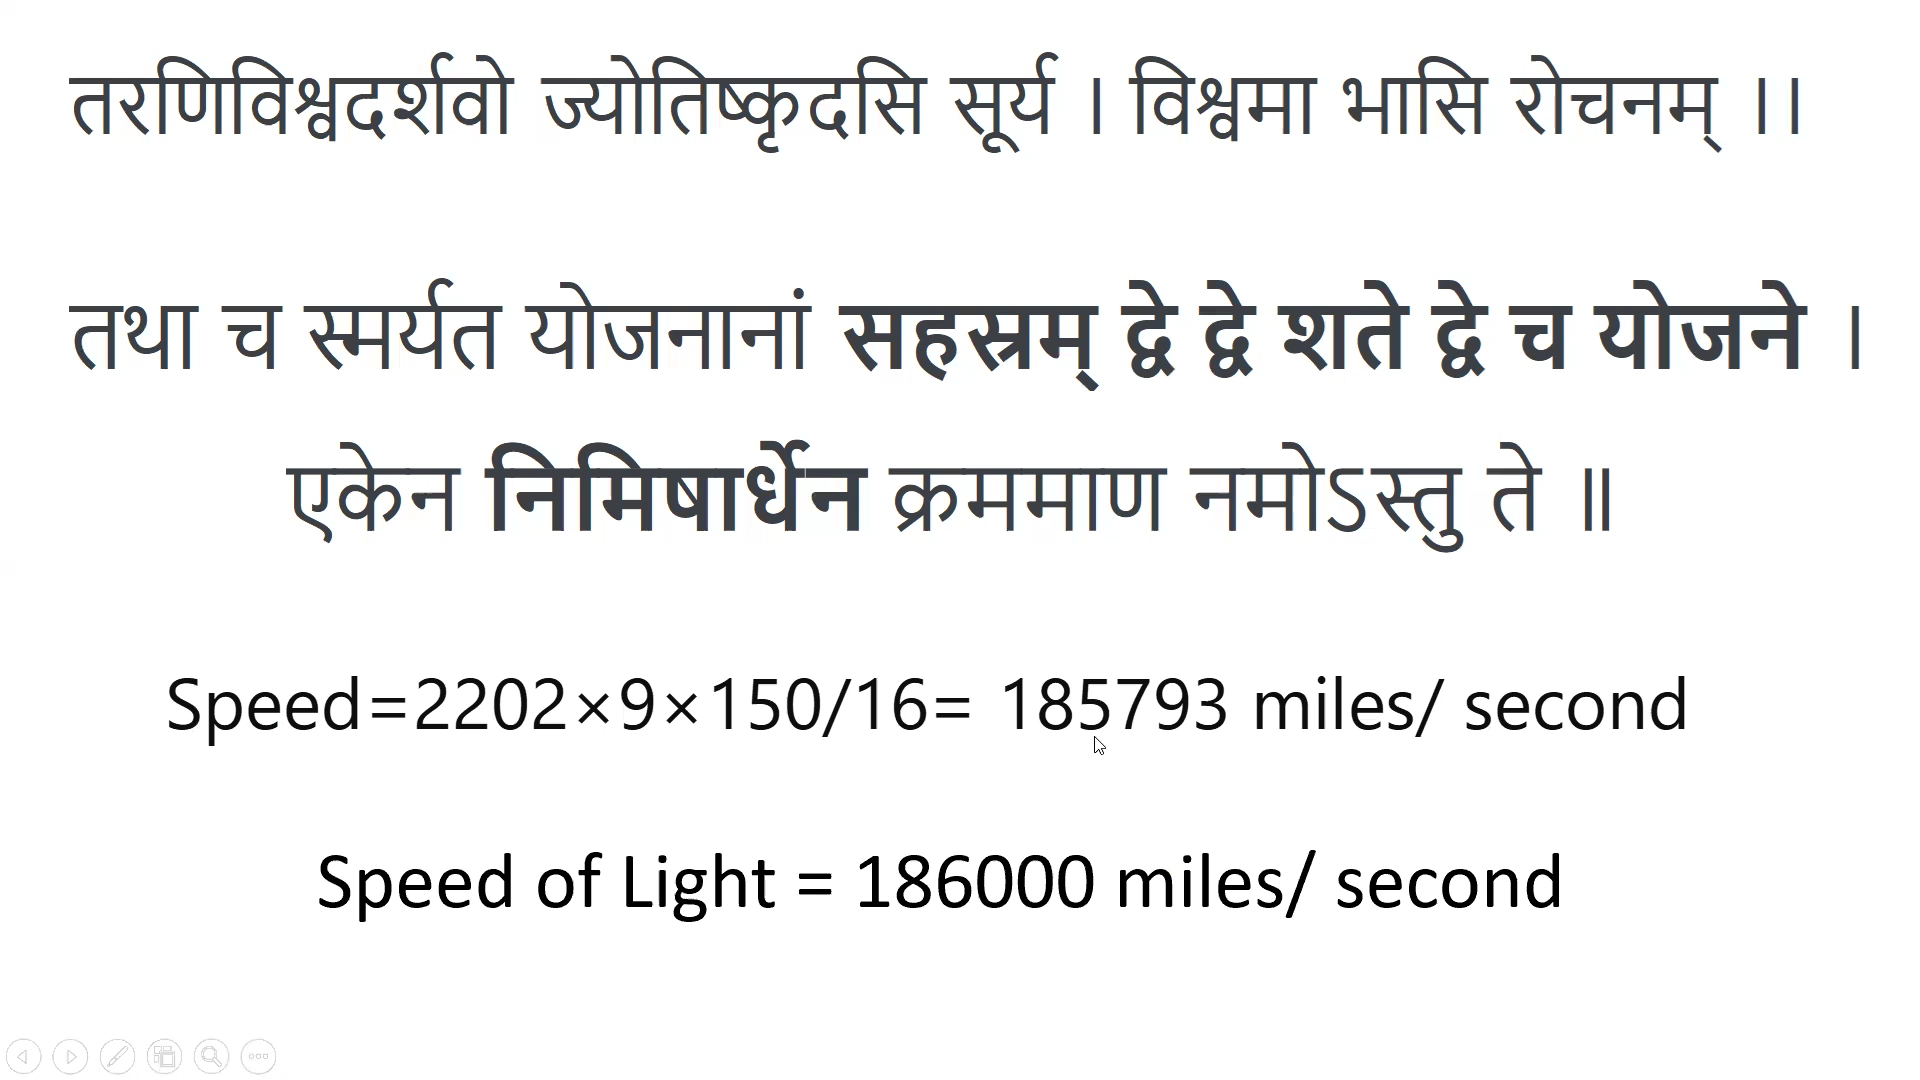 तरणिविश्वदर्शवो ज्योतिष्कृदसि सूर्य । विश्वमा भासि रोचनम् ।।
तथा च स्मर्यत योजनानां सहस्रम् द्वे द्वे शते द्वे च योजने ।
एकेन निमिषार्धेन क्रममाण नमोऽस्तु ते ॥
Speed=2202×9×150/16= 185793 miles/ second
Speed of Light = 186000 miles/ second